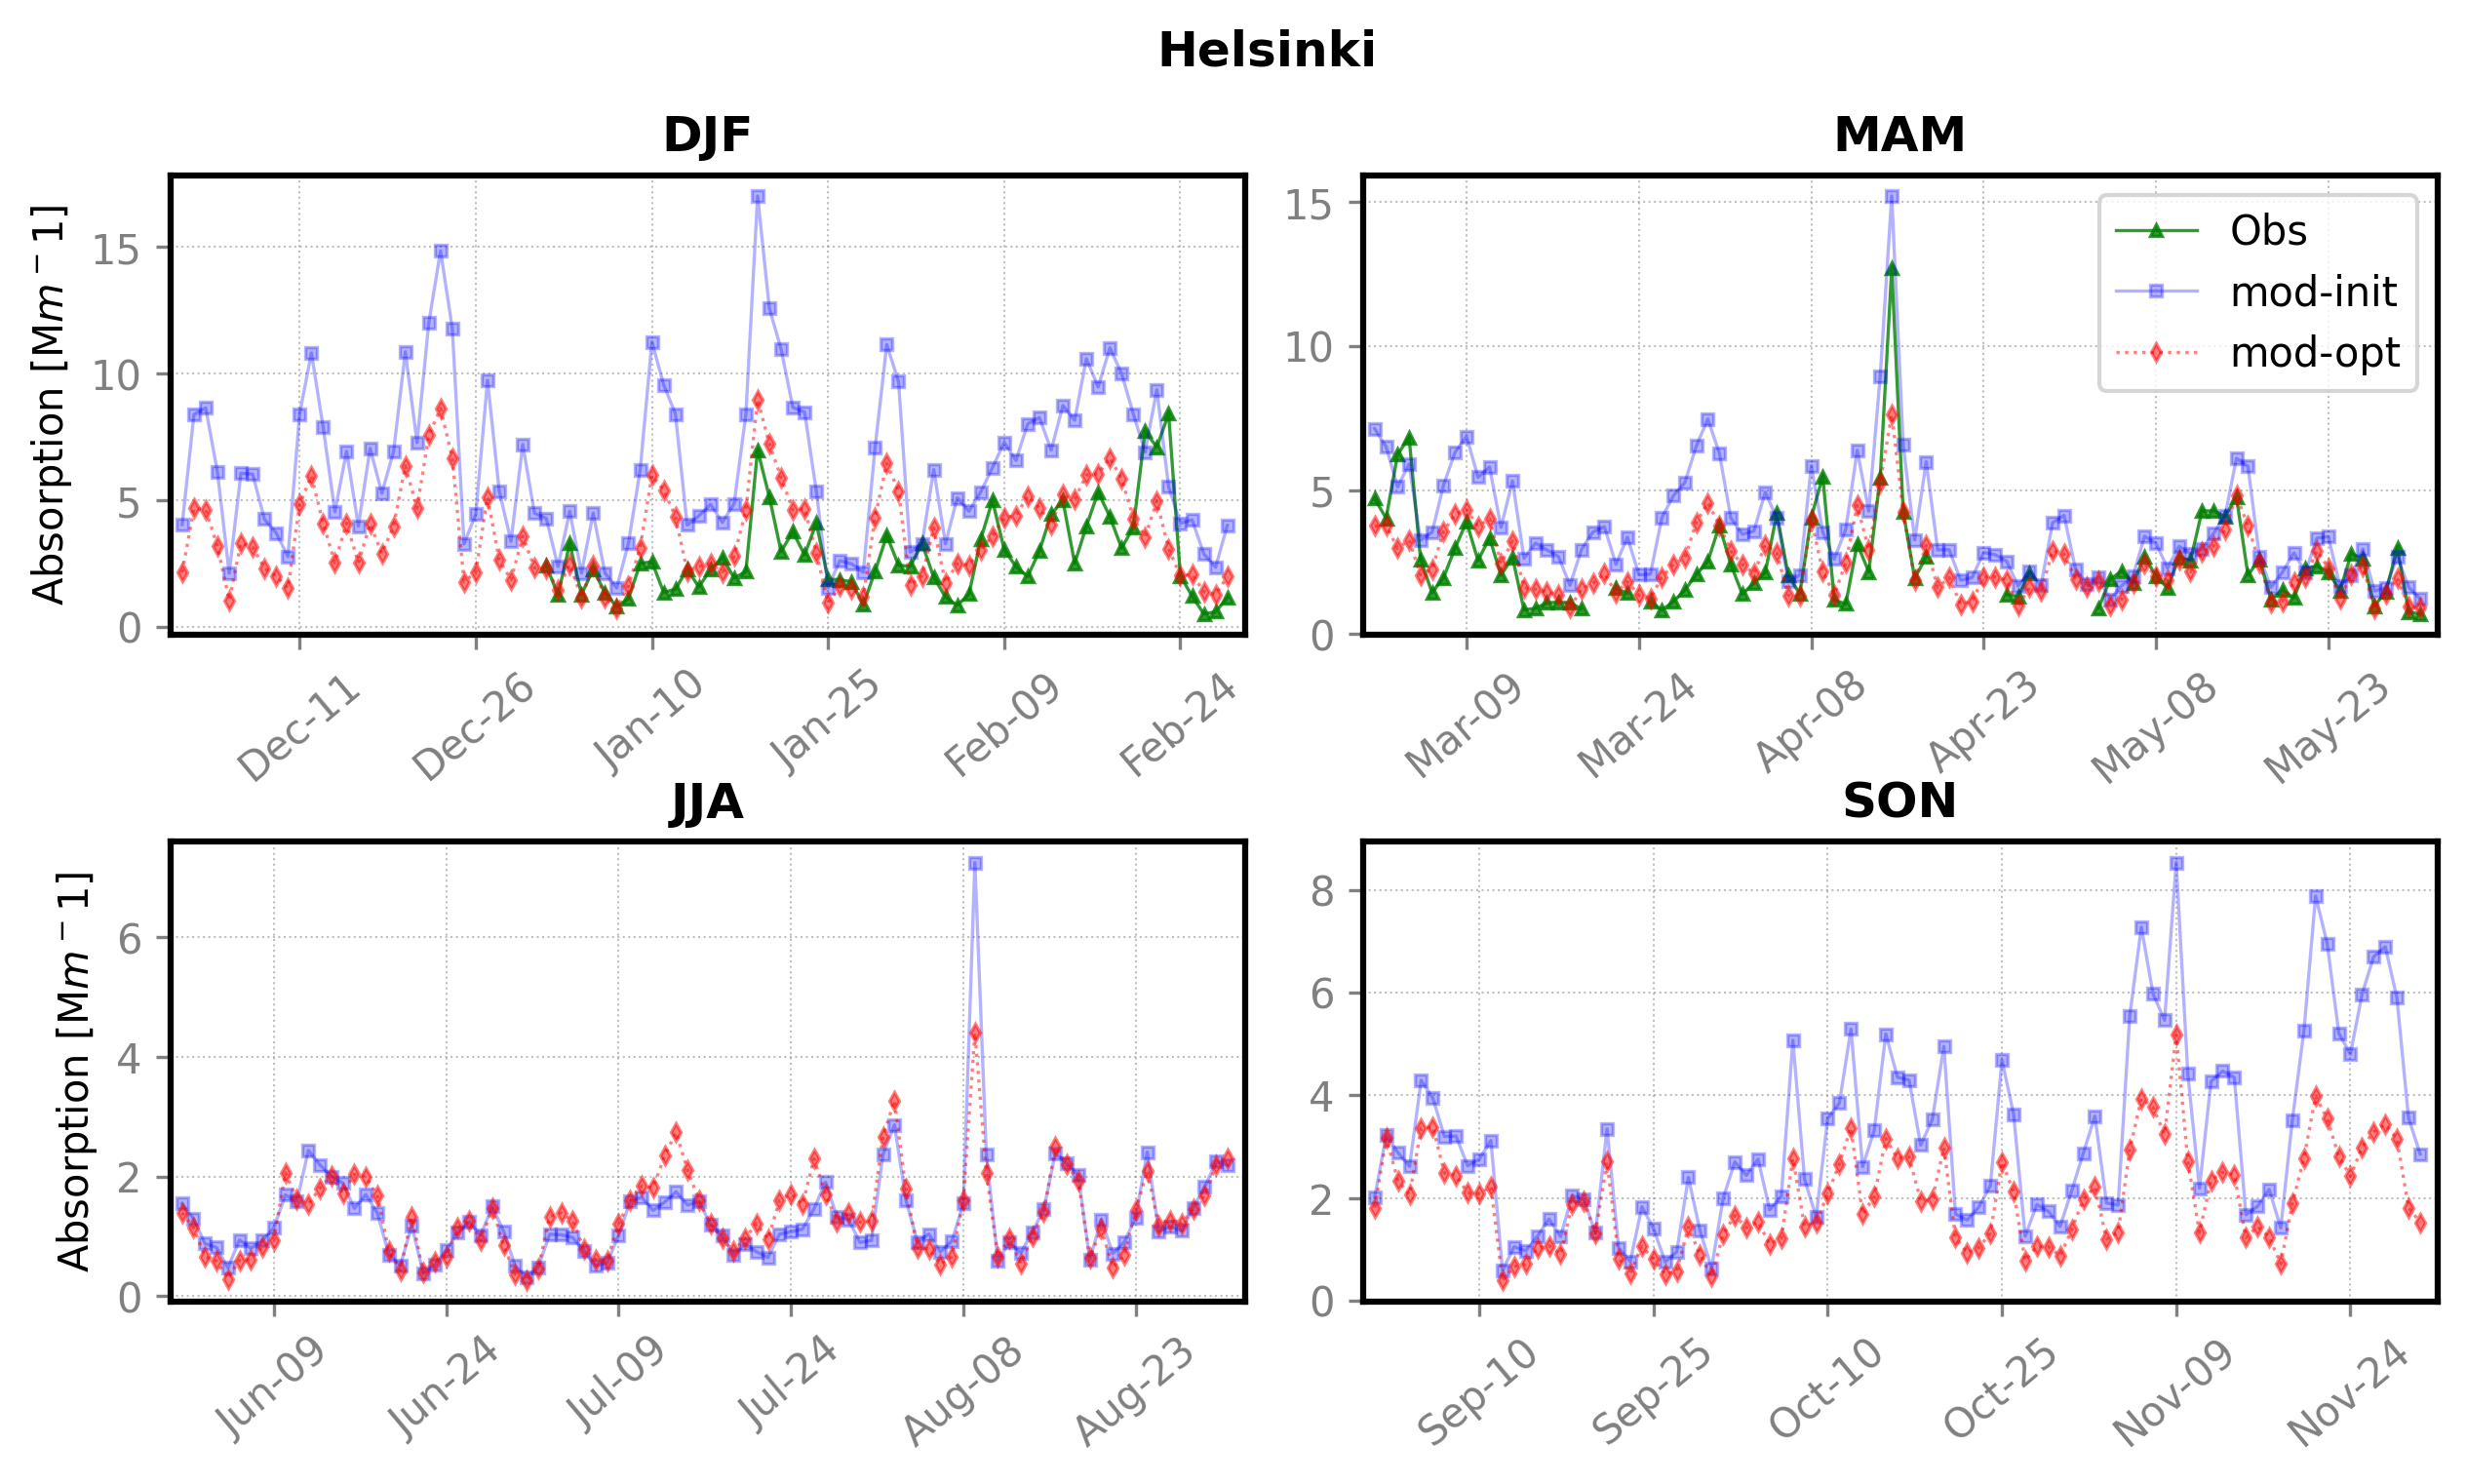 Helsinki
DJF
MAM
Absorption [Mm − 1]
15
10
5
0
15
10
5
0
Obs
mod-init
mod-opt
Dec-11
Dec-26
Jan-10
Jan-25
Feb-09
Feb-24
Mar-09
Mar-24
Apr-08
Apr-23
May-08
May-23
JJA
SON
Absorption [Mm − 1]
6
4
2
0
8
6
4
2
0
Jun-09
Jun-24
Jul-09
Jul-24
Aug-08
Aug-23
Sep-10
Sep-25
Oct-10
Oct-25
Nov-09
Nov-24